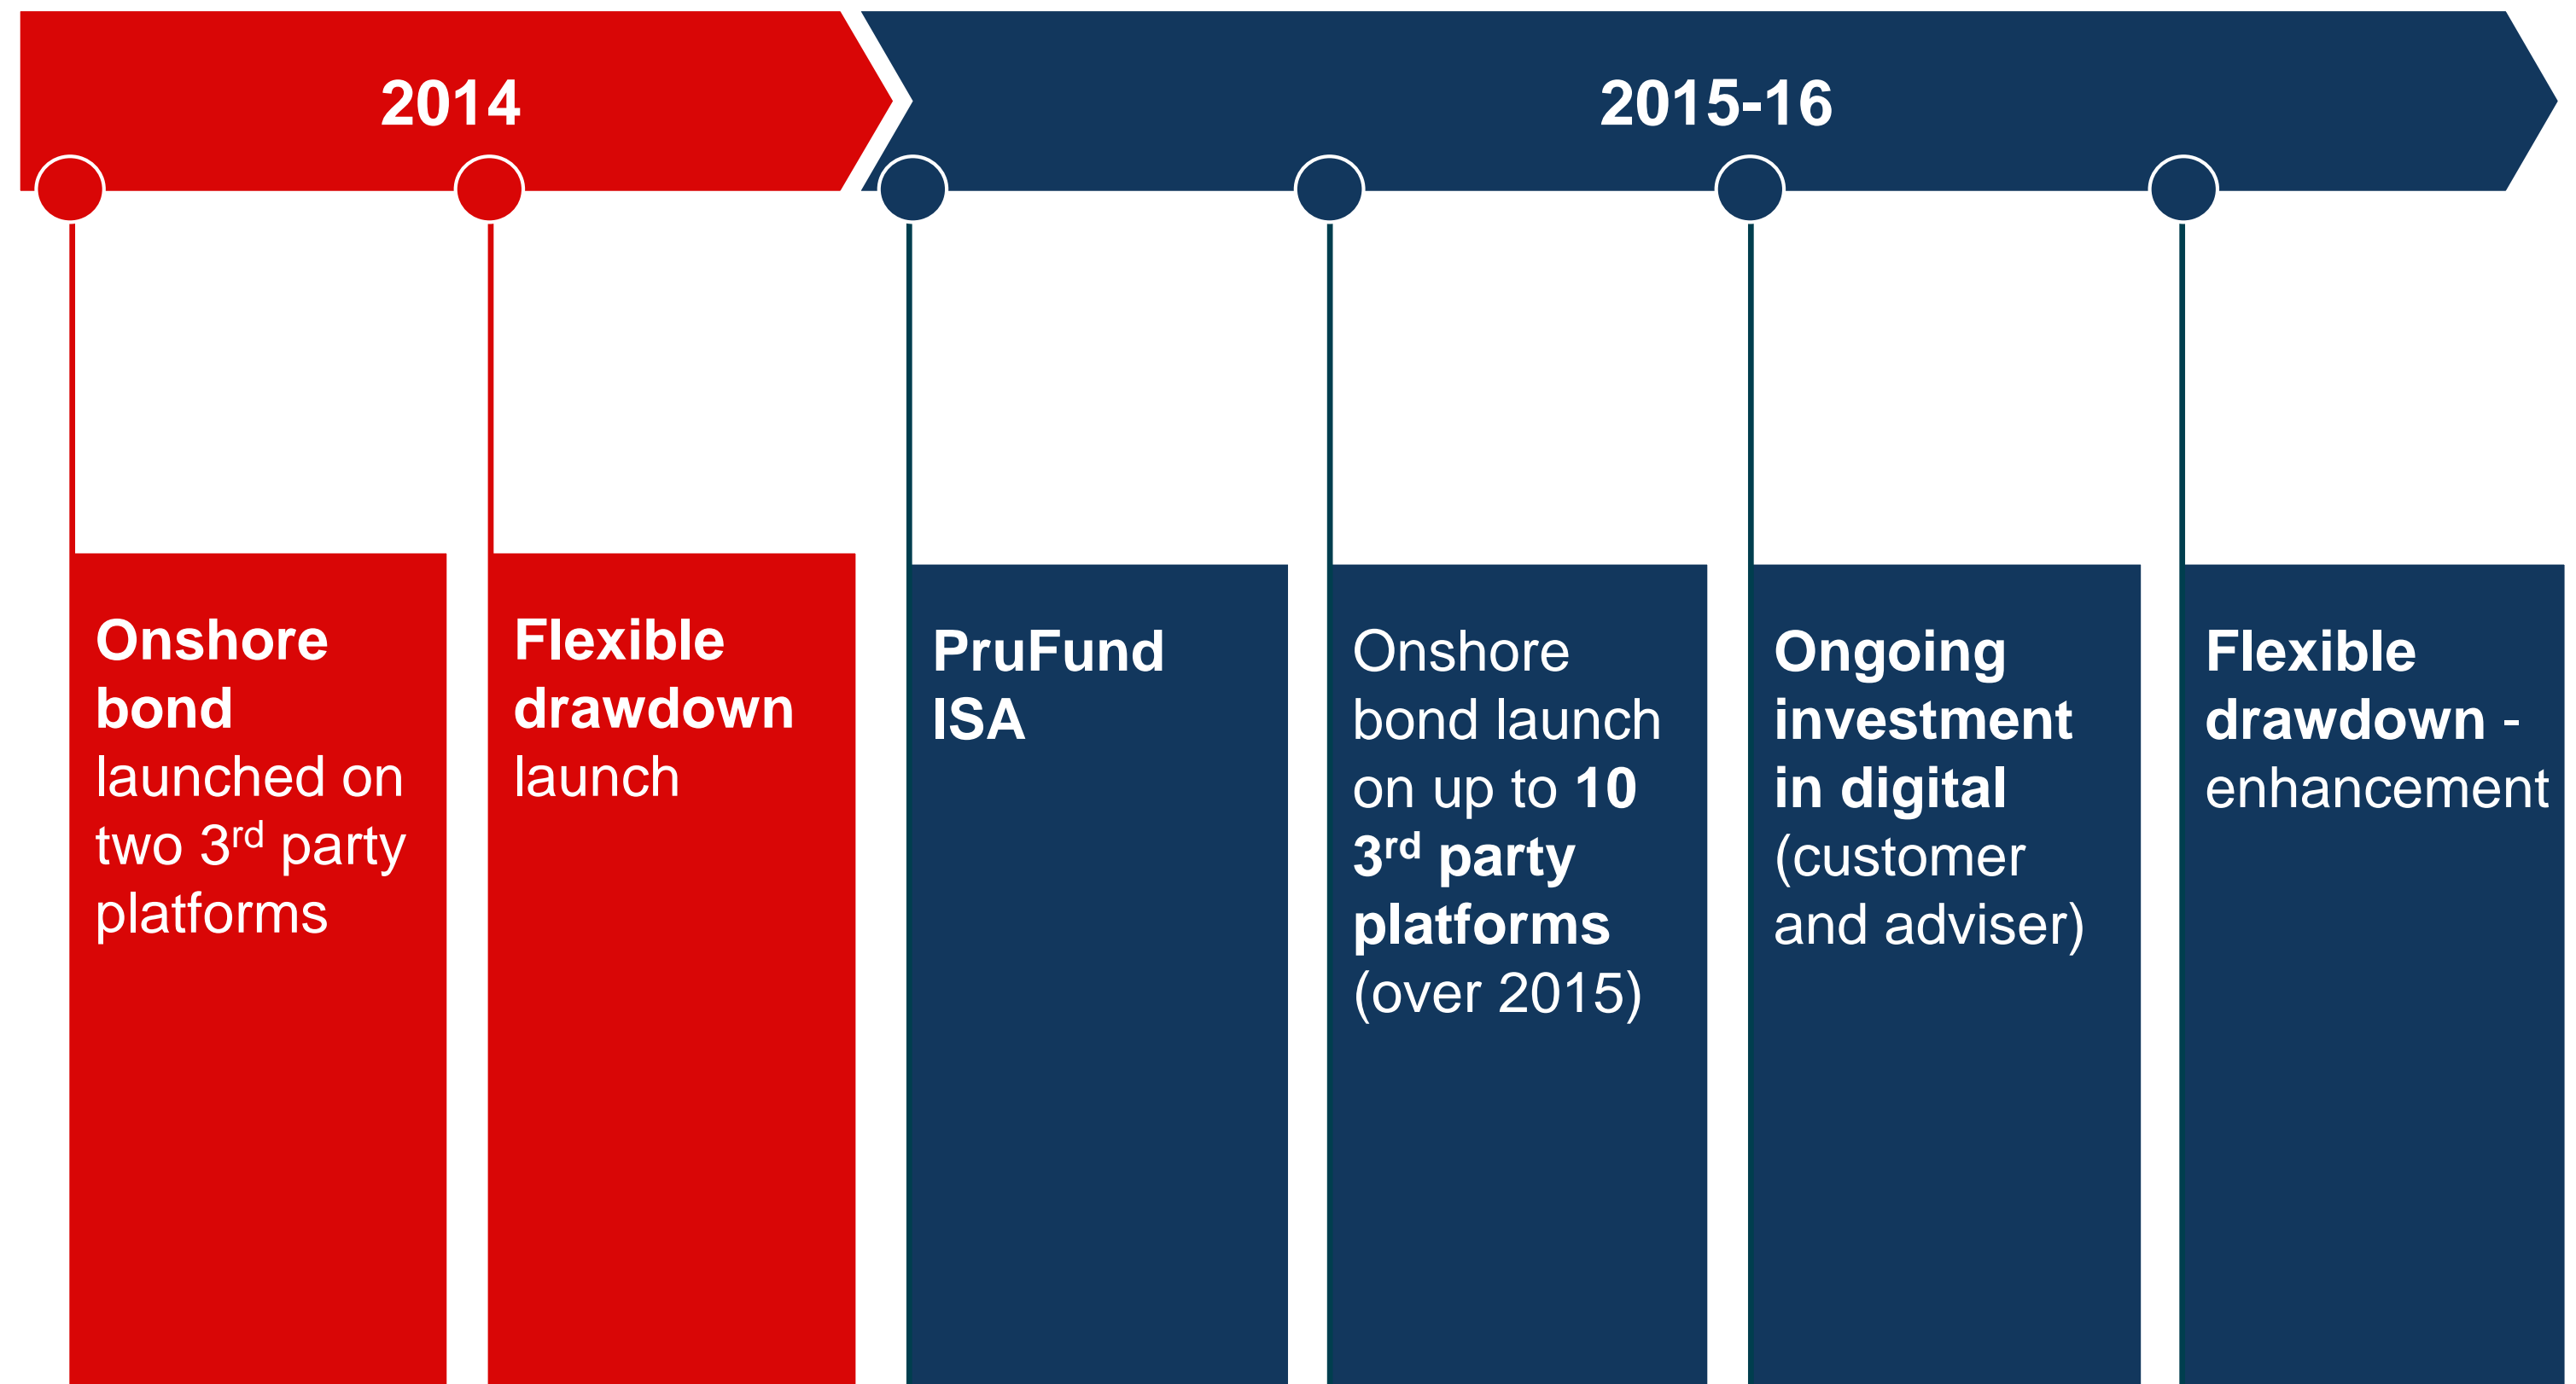 2014
2015-16
Onshore
bond
launched on
two 3rd party
platforms
Flexible
drawdown
launch
PruFund
ISA
Onshore
bond launch
on up to 10
3rd party
platforms
(over 2015)
Ongoing
investment
in digital
(customer
and adviser)
Flexible
drawdown -
enhancement